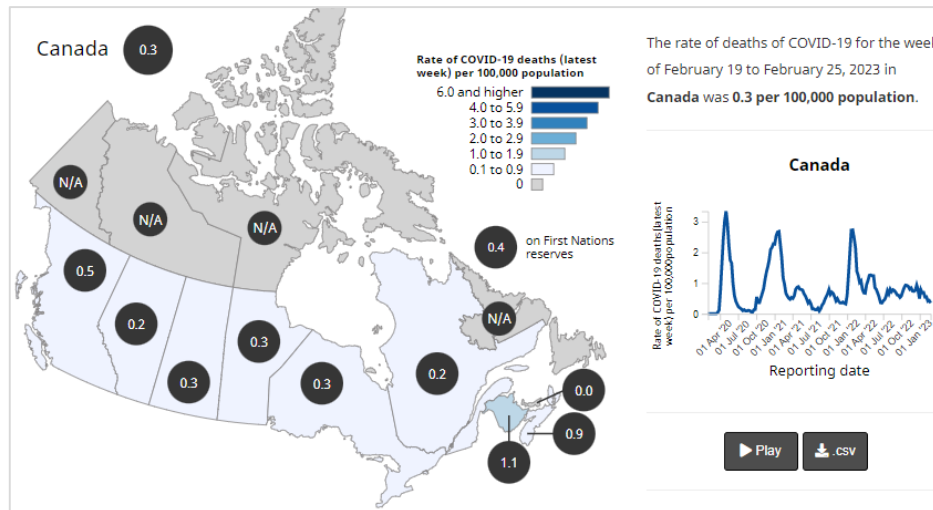 Canada
0.3
Rate of COVID-19 deaths (latest
week) per 100,000 population
6.0 and higher
4.0 to 5.9
3.0 to 3.9
2.0 to 2.9
1.0 to 1.9
0.1 to 0.9
0
N/A
N/A
N/A
0.4
on First Nations
reserves
0.5
N/A
0.2
0.3
0.3
0.3
0.2
0.0
0.9
1.1
The rate of deaths of COVID-19 for the week
of February 19 to February 25, 2023 in
Canada was 0.3 per 100,000 population.
Canada
Rate of COVID-19 deaths(latest
week) per 100,000population
3
2
1
0
01 Apr '20
01 Jul '20
01 Oct '20
01 Jan '21
01 Apr '21
01 Jul '21
01 Oct '21
01 Jan '22
01 Apr '22
01 Jul '22
01 Oct '22
01 Jan '23
Reporting date
Play
.csv